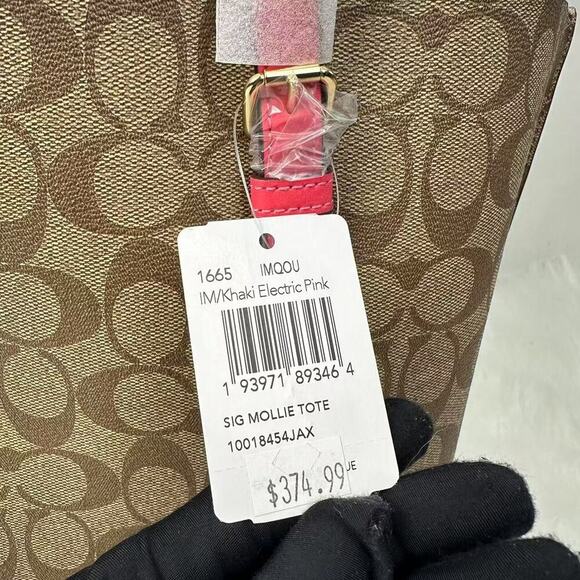 1665 IMQOU
IM/Khaki Electric Pink
1 93971 89346 4
SIG MOLLIE TOTE
10018454JAX
$374.99